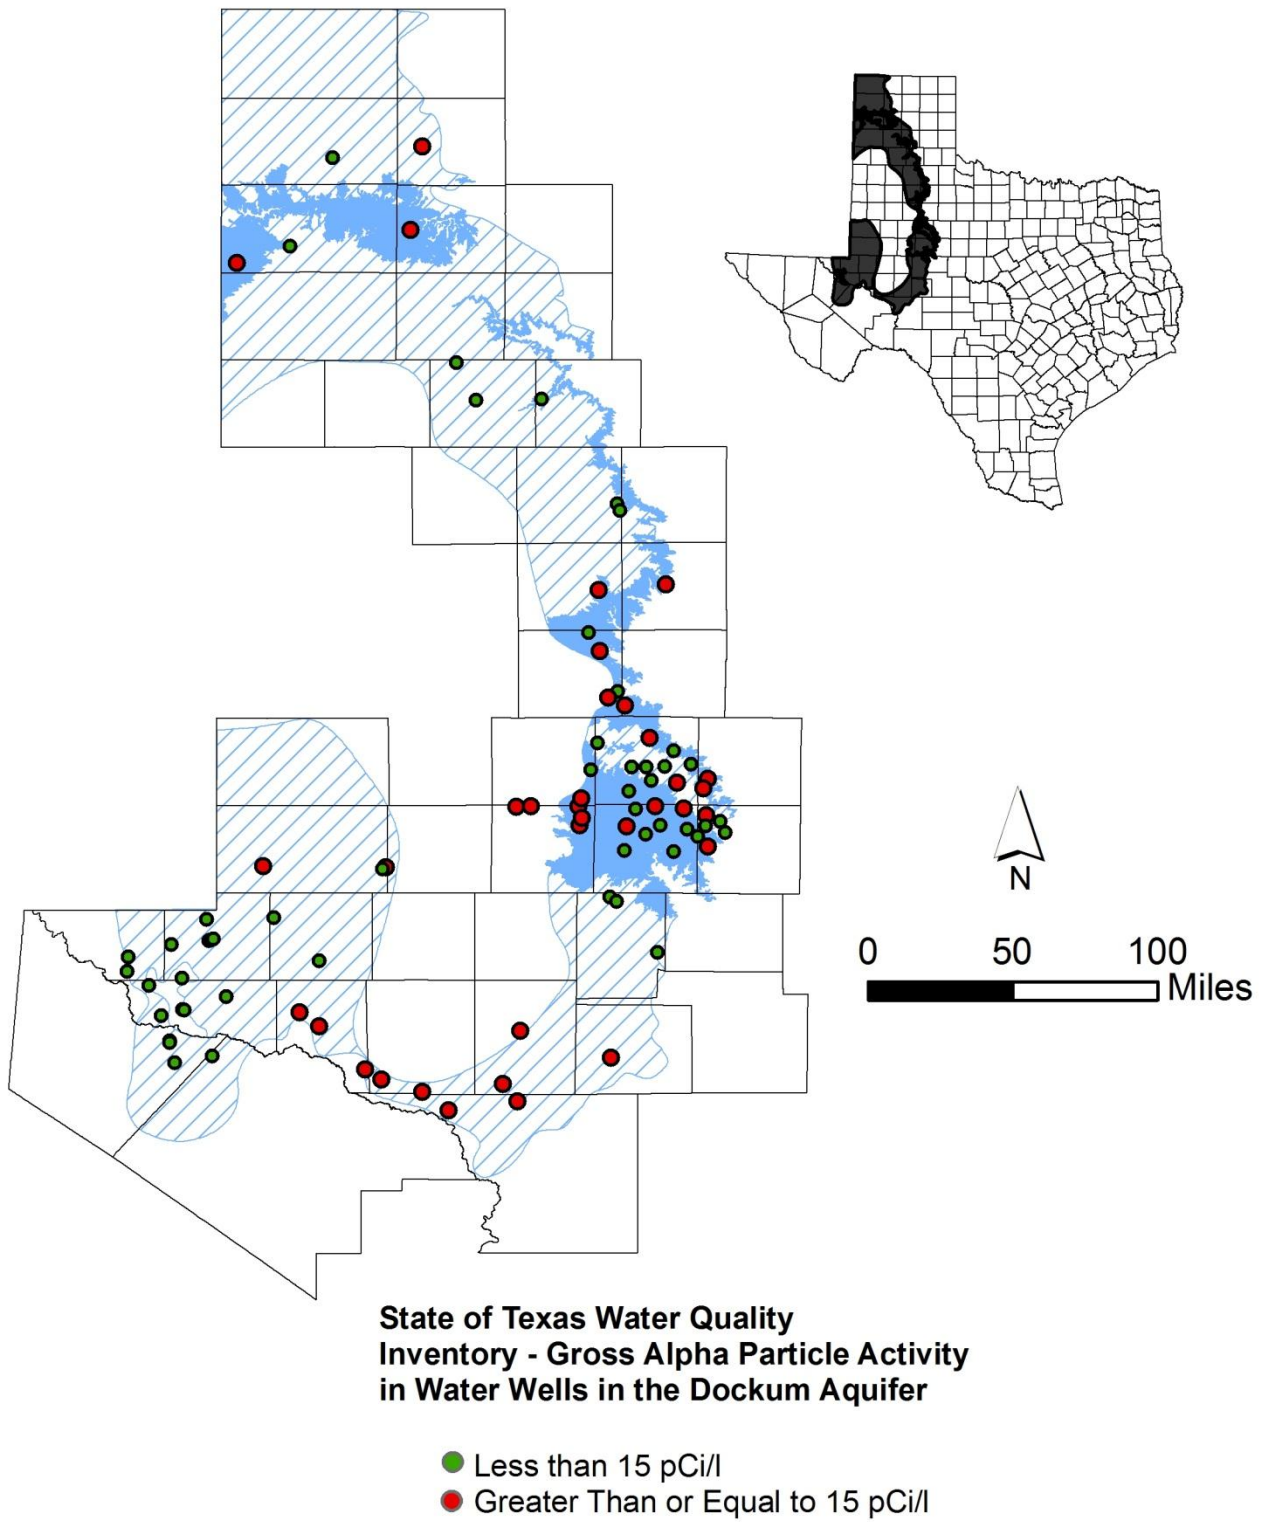 N
0 50 100
Miles
State of Texas Water Quality
Inventory - Gross Alpha Particle Activity
in Water Wells in the Dockum Aquifer
Less than 15 pCi/l
Greater Than or Equal to 15 pCi/l